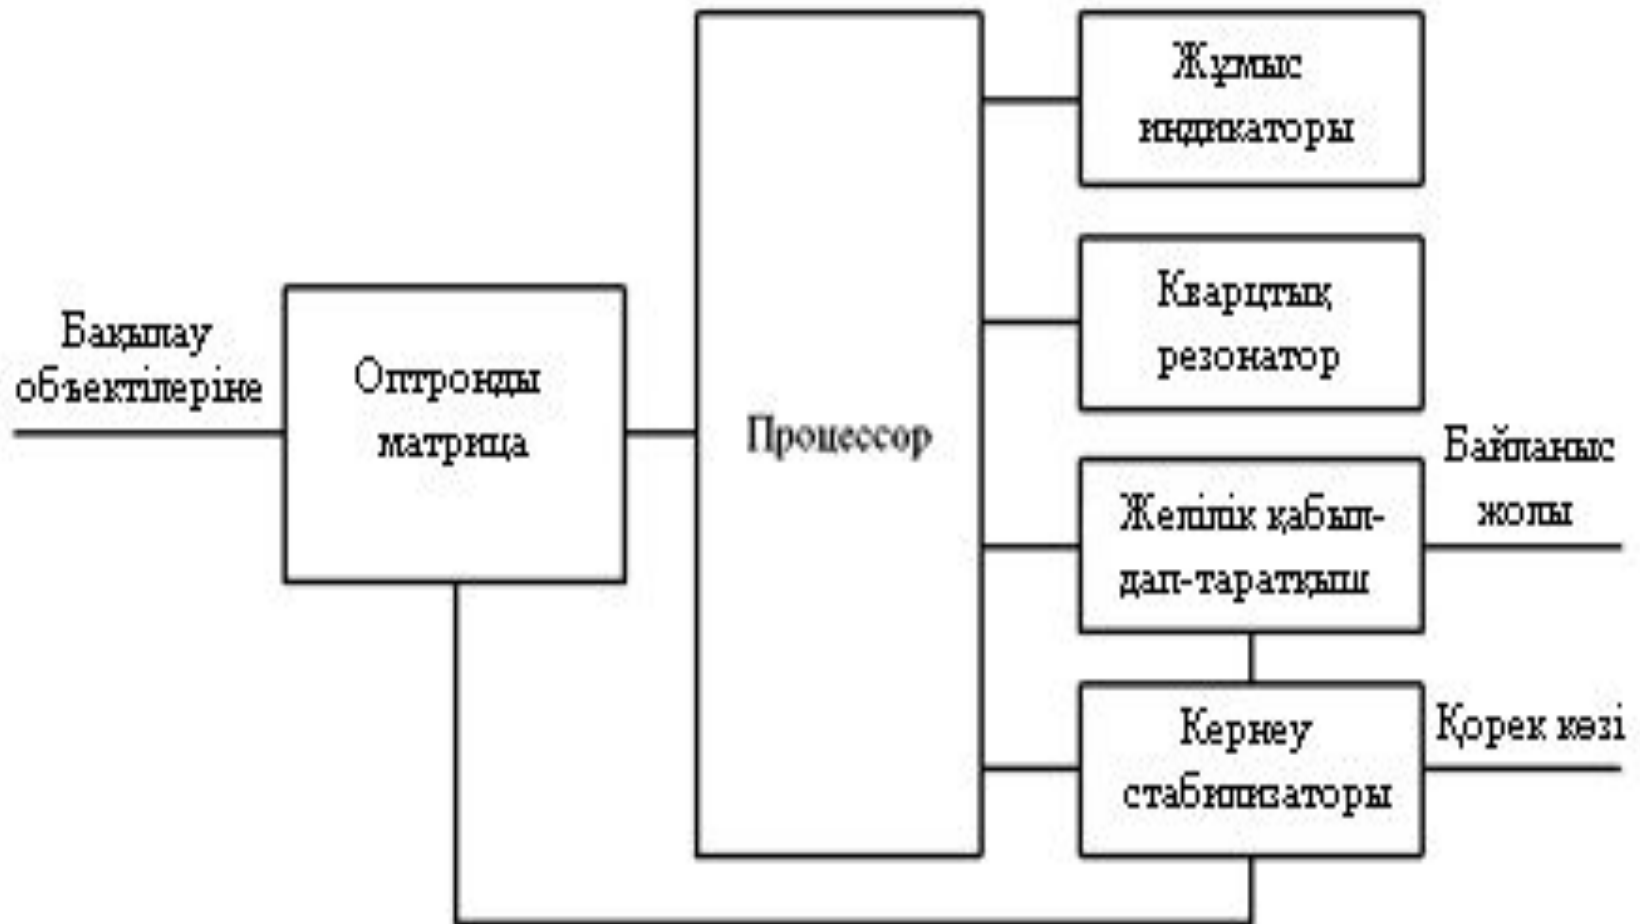 Жұмыс
индикаторы
Кварцтық
резонатор
Бақылау
объектілеріне
Оптронды
матрица
Процессор
Байланыс
жолы
Желілік қабыл-
дап-таратқыш
Кернеу
стабилизаторы
Қорек көзі